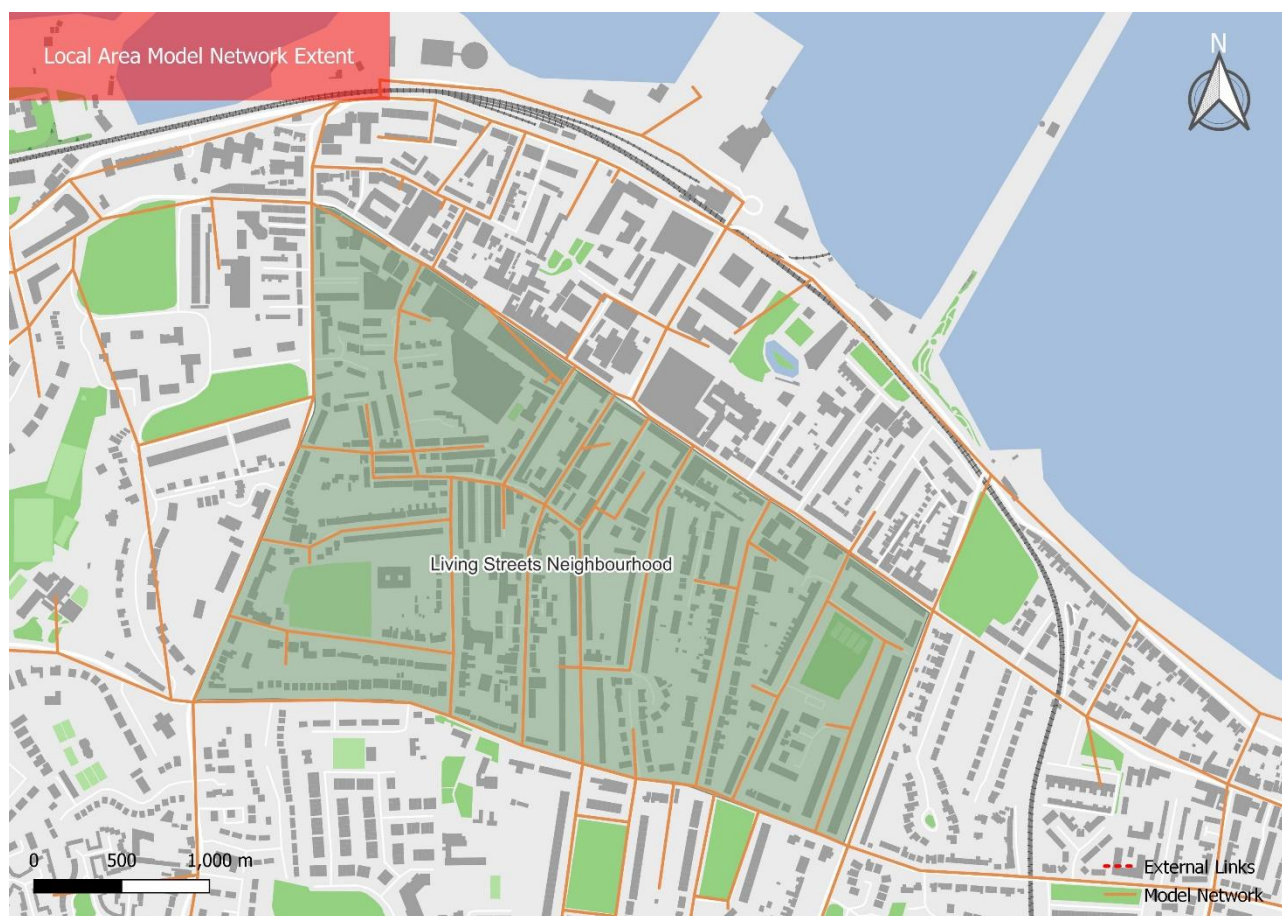 Local Area Model Network Extent
N
Living Streets Neighbourhood
0 500 1,000 m
External Links
Model Network